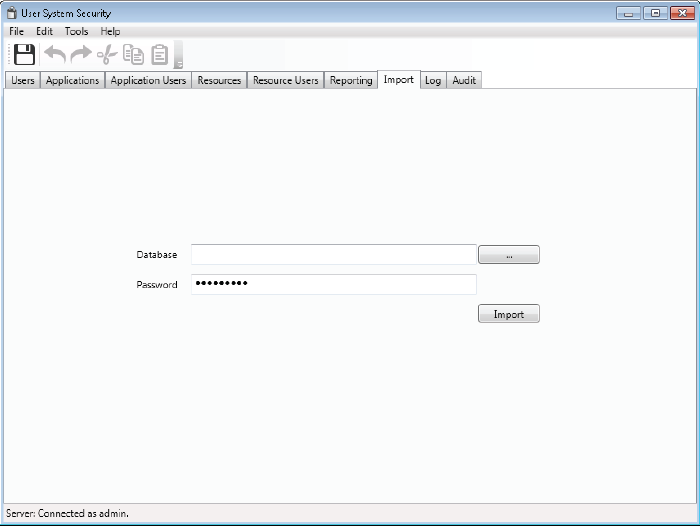 User System Security
File Edit Tools Help
Users Applications Application Users Resources Resource Users Reporting Import Log Audit
Database ...
Password •••••••••
Import
Server: Connected as admin.